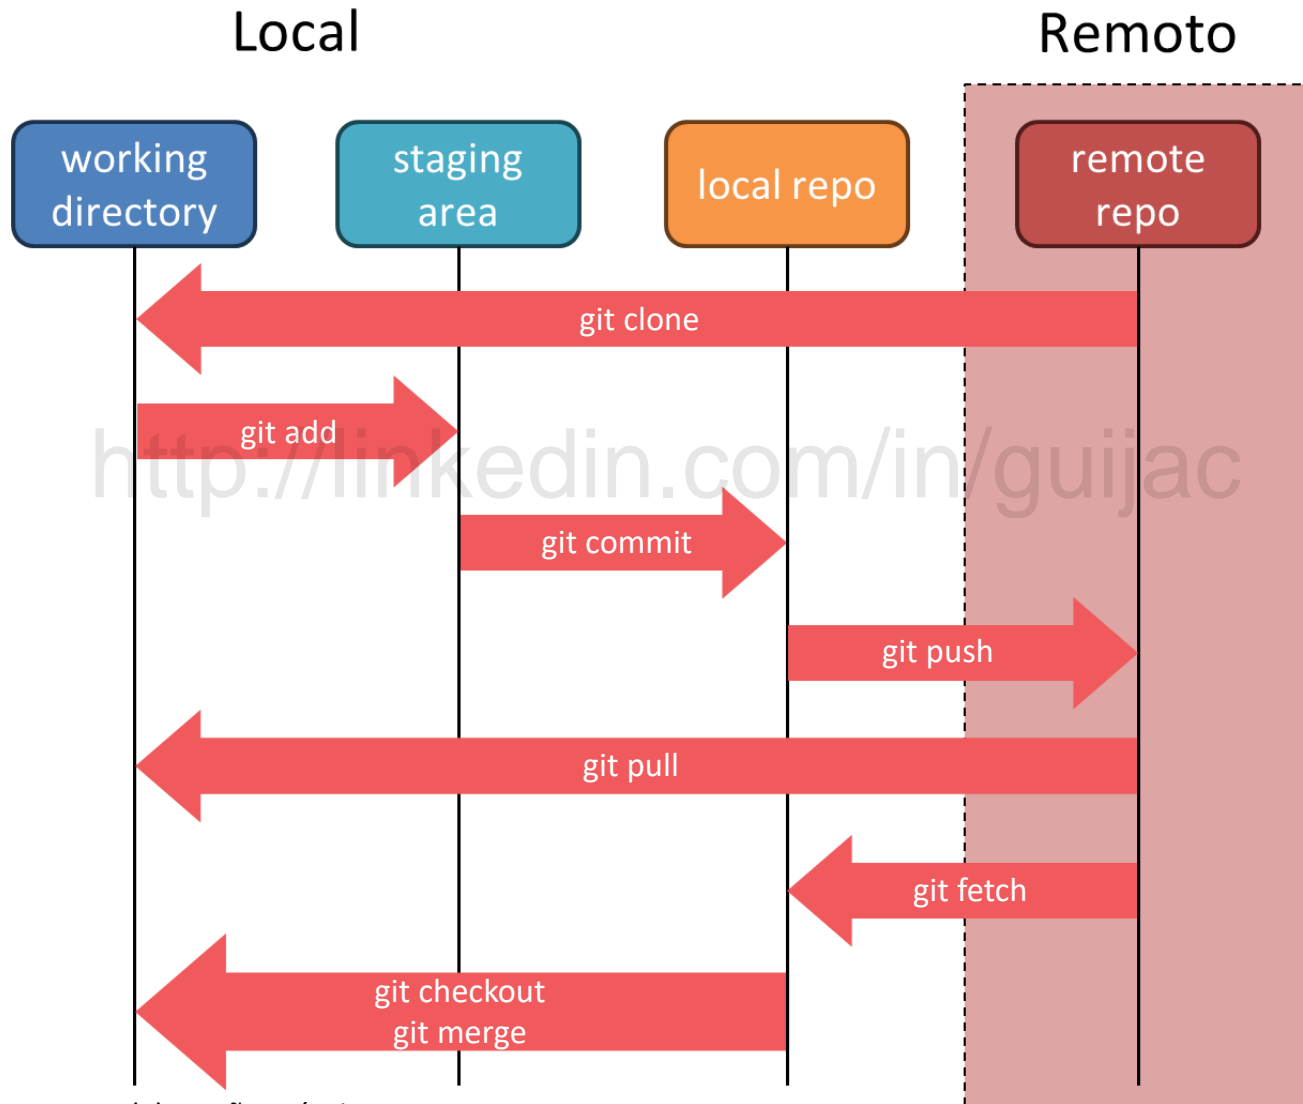 Local
Remoto
working
directory
staging
area
local repo
remote
repo
git clone
git add
http://linkedin.com/in/guijac
git commit
git push
git pull
git fetch
git checkout
git merge